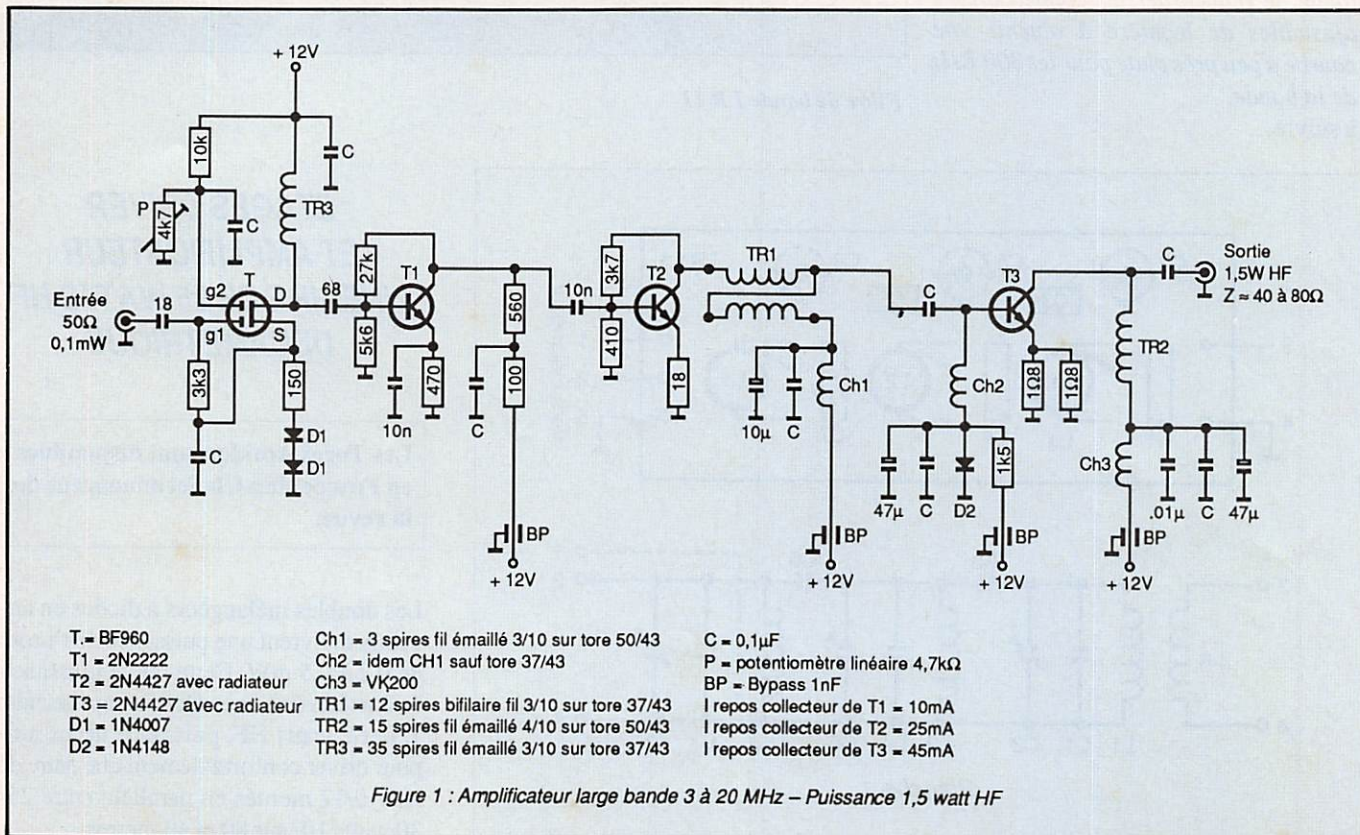 + 12V
10k
C
P
4k7
C
TR3
T
g2
D
g1
S
Entrée
50Ω
0,1mW
18
3k3
C
150
D1
D1
68
27k
T1
5k6
10n
470
560
C
100
BP
+ 12V
10n
3k7
T2
410
18
TR1
10µ
C
Ch1
BP
+ 12V
C
T3
Ch2
47µ
C
D2
1k5
BP
+ 12V
1Ω8
1Ω8
C
Sortie
1,5W HF
Z ≈ 40 à 80Ω
TR2
Ch3
.01µ
C
47µ
BP
+ 12V
T.= BF960
T1 = 2N2222
T2 = 2N4427 avec radiateur
T3 = 2N4427 avec radiateur
D1: 1N4007
D2 = 1N4148
Ch1 = 3 spires fil émaillé 3/10 sur tore 50/43
Ch2 = idem CH1 sauf tore 37/43
Ch3 = VK200
TR1 = 12 spires bifilaire fil 3/10 sur tore 37/43
TR2 = 15 spires fil émaillé 4/10 sur tore 50/43
TR3 = 35 spires fil émaillé 3/10 sur tore 37/43
C = 0,1µF
P = potentiomètre linéaire 4,7kΩ
BP = Bypass 1nF
I repos collecteur de T1 = 10mA
I repos collecteur de T2 = 25mA
I repos collecteur de T3 = 45mA
Figure 1 : Amplificateur large bande 3 à 20 MHz – Puissance 1,5 watt HF